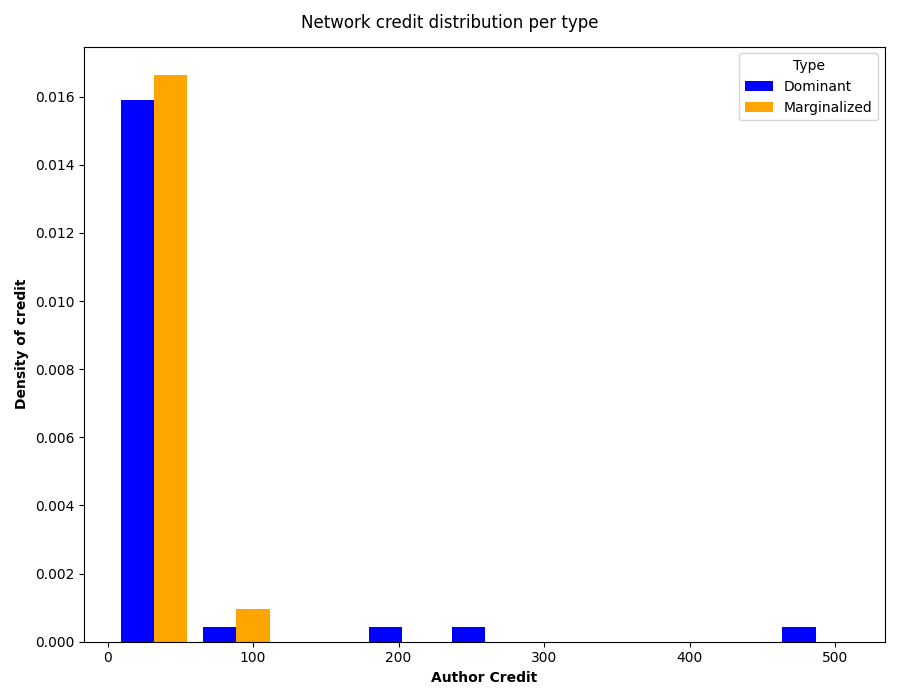 Network credit distribution per type
Type
Dominant
Marginalized
0.016
0.014
0.012
0.010
0.008
0.006
0.004
0.002
0.000
Density of credit
0 100 200 300 400 500
Author Credit